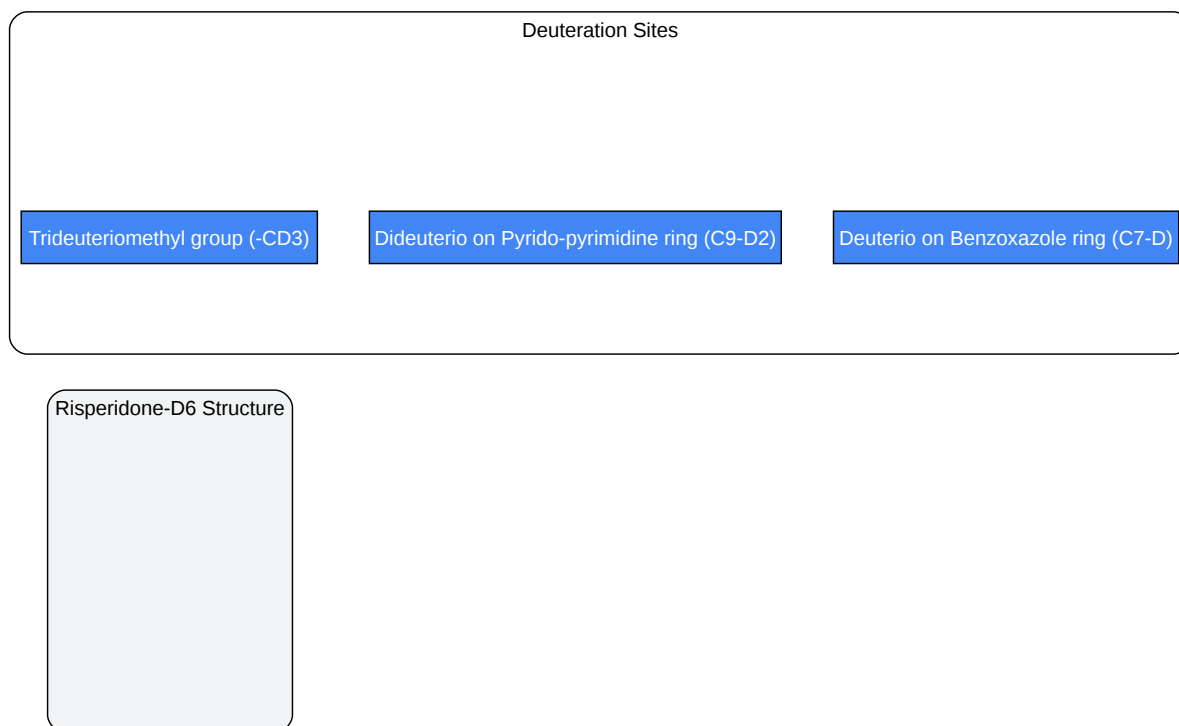 Deuteration Sites
Trideuteriomethyl group (-CD3)
Dideuterio on Pyrido-pyrimidine ring (C9-D2)
Deuterio on Benzoxazole ring (C7-D)
Risperidone-D6 Structure